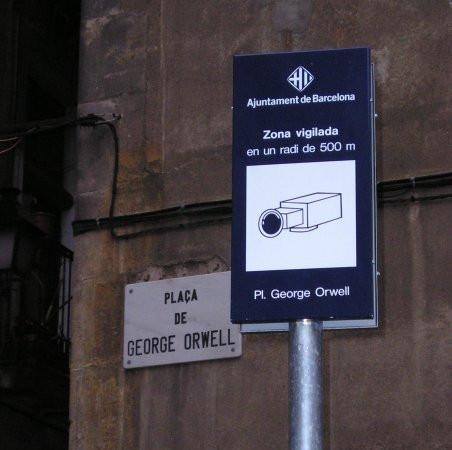 Ajuntament de Barcelona
Zona vigilada
en un radi de 500 m
Pl. George Orwell
PLAÇA
DE
GEORGE ORWELL